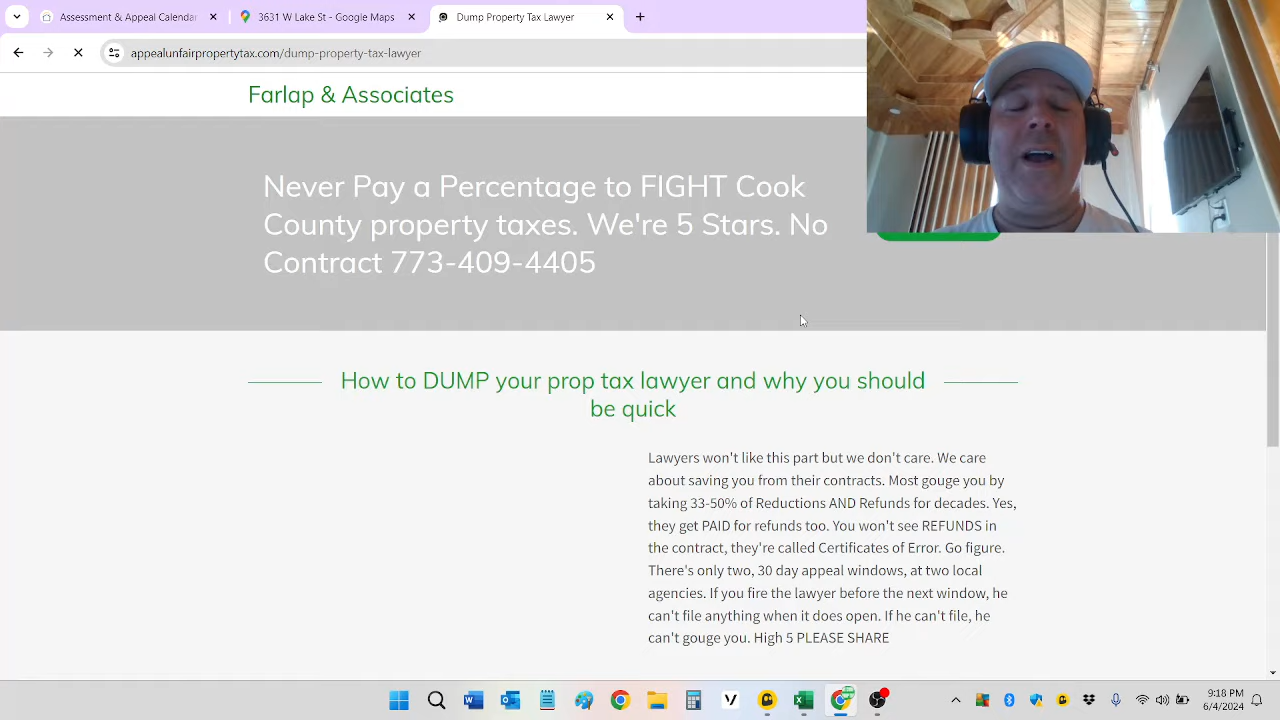 Assessment & Appeal Calendar
3631 W Lake St - Google Maps
Dump Property Tax Lawyer
appealunfairpropertytax.com/dump-property-tax-lawyer
Farlap & Associates
Never Pay a Percentage to FIGHT Cook
County property taxes. We're 5 Stars. No
Contract 773-409-4405
How to DUMP your prop tax lawyer and why you should
be quick
Lawyers won't like this part but we don't care. We care
about saving you from their contracts. Most gouge you by
taking 33-50% of Reductions AND Refunds for decades. Yes,
they get PAID for refunds too. You won't see REFUNDS in
the contract, they're called Certificates of Error. Go figure.
There's only two, 30 day appeal windows, at two local
agencies. If you fire the lawyer before the next window, he
can't file anything when it does open. If he can't file, he
can't gouge you. High 5 PLEASE SHARE
9:18 PM
6/4/2024